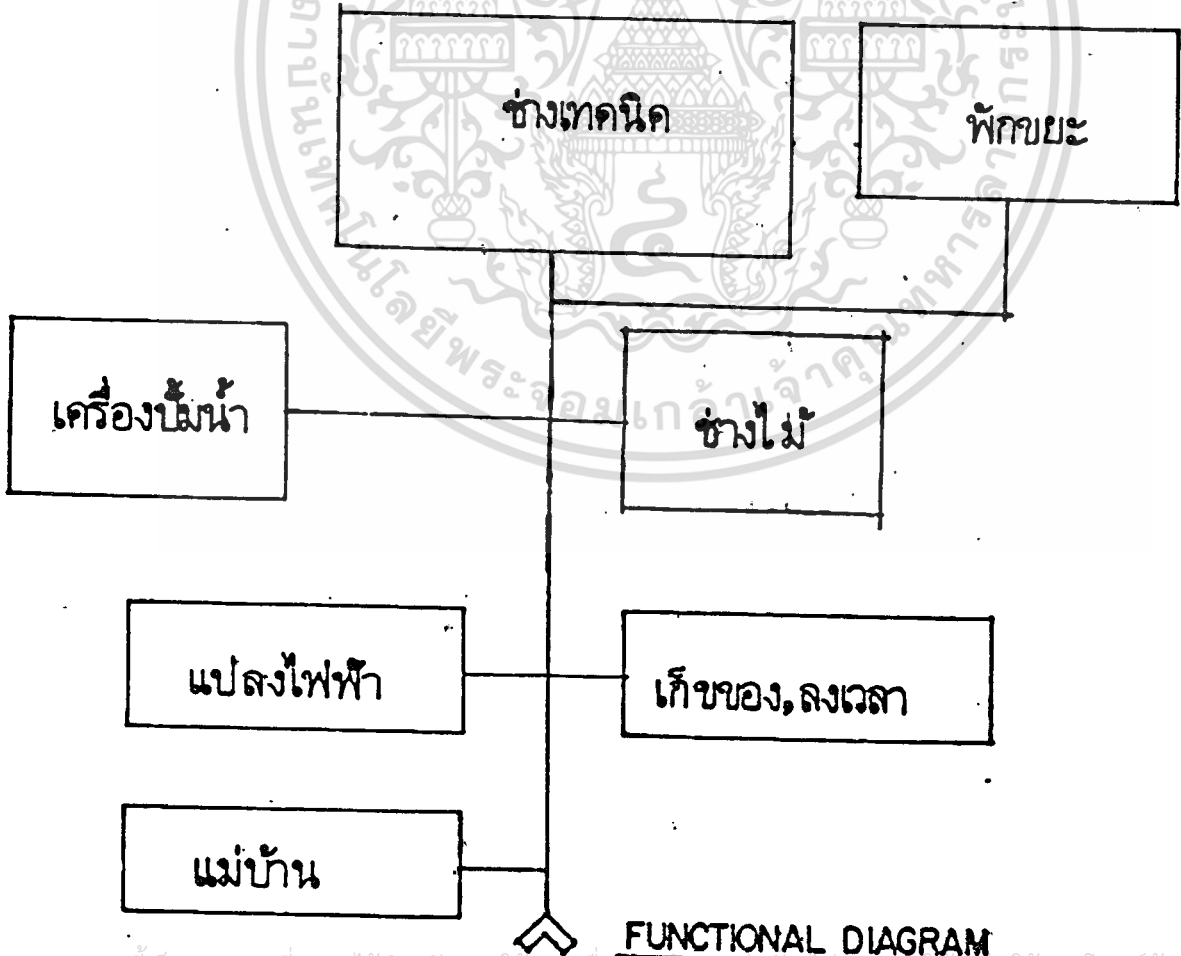 ช่างเทคนิค
พักขยะ
เครื่องปั้มน้ำ
ช่างไม้
แปลงไฟฟ้า
เก็บของ,ลงเวลา
แม่บ้าน
FUNCTIONAL DIAGRAM